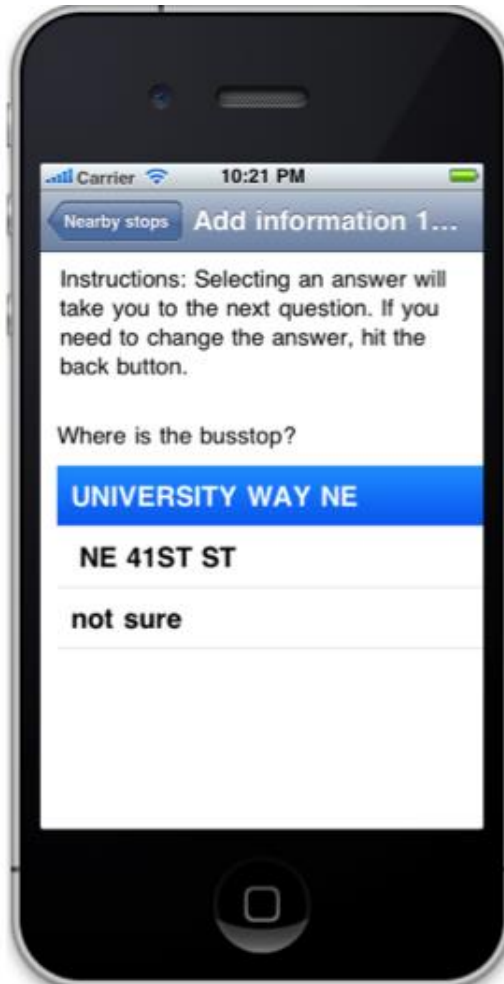 Carrier 10:21 PM
Nearby stops Add information 1...
Instructions: Selecting an answer will
take you to the next question. If you
need to change the answer, hit the
back button.
Where is the busstop?
UNIVERSITY WAY NE
NE 41ST ST
not sure